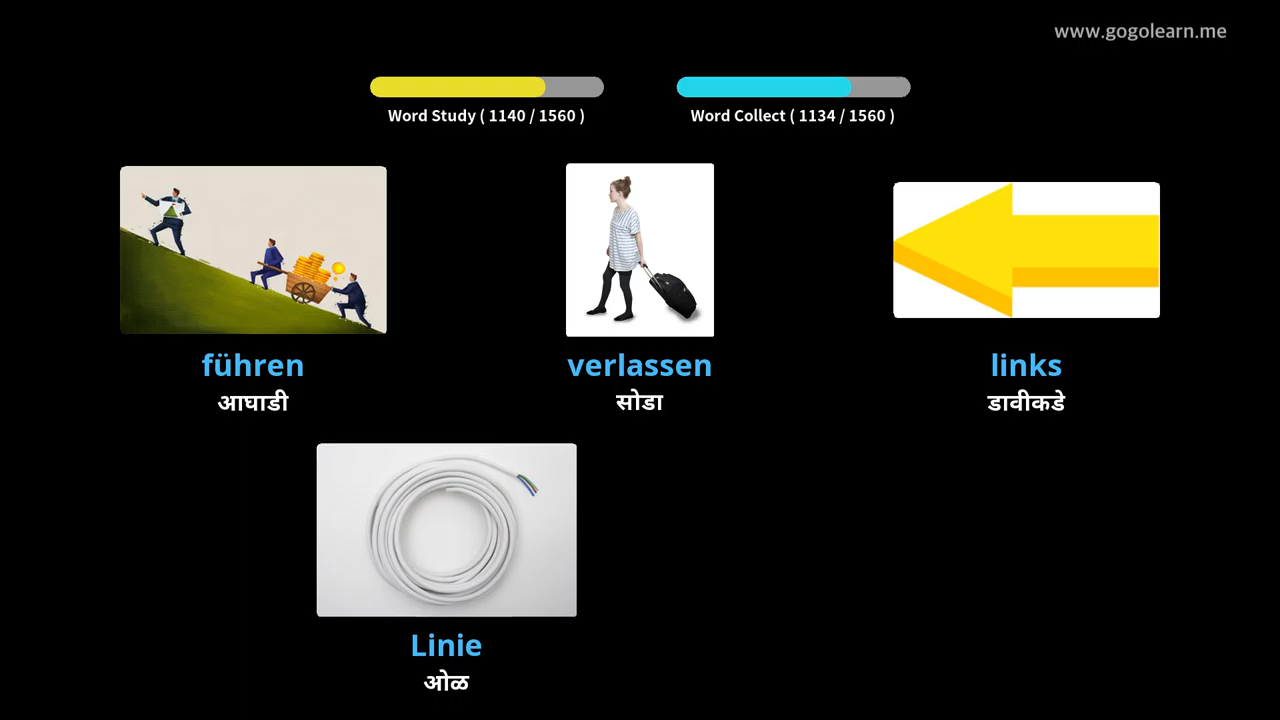 www.gogolearn.me
Word Study ( 1140 / 1560 )
Word Collect ( 1134 / 1560 )
führen
आघाडी
verlassen
सोडा
links
डावीकडे
Linie
ओळ